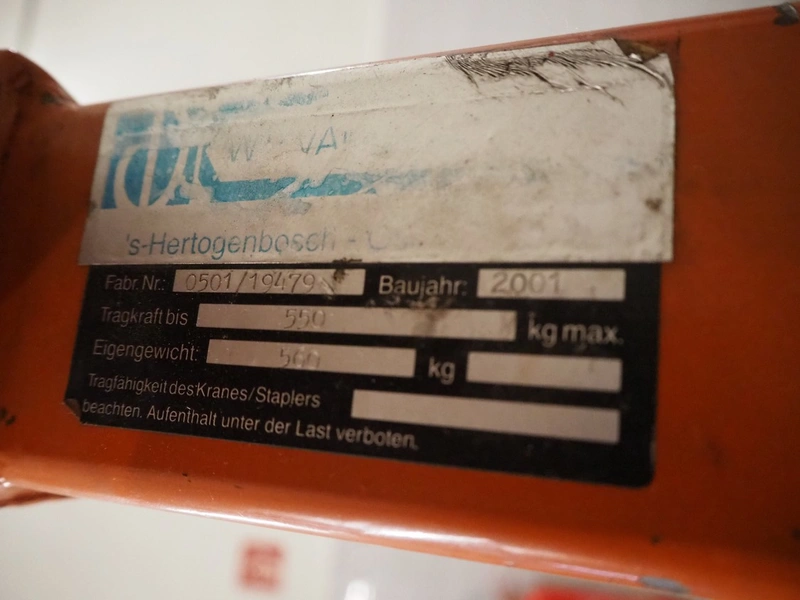 's-Hertogenbosch -
Fabr. Nr.: 0501/19479 Baujahr: 2001
Tragkraft bis 550 kg max.
Eigengewicht: 560 kg
Tragfähigkeit des Kranes/Staplers
beachten. Aufenthalt unter der Last verboten.